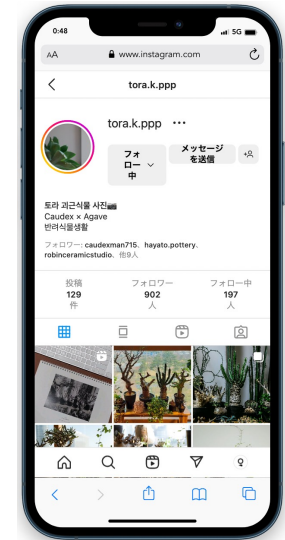 0:48
5G
AA
www.instagram.com
tora.k.ppp
tora.k.ppp
フォ
ロー
中
メッセージ
を送信
토라 괴근식물 사진
Caudex × Agave
반려식물생활
フォロワー: caudexman715、hayato.pottery、
robinceramicstudio、他9人
投稿
129
件
フォロワー
902
人
フォロー中
197
人